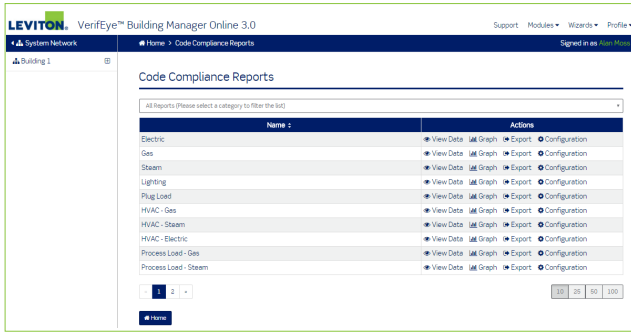 LEVITON. VerifEye™ Building Manager Online 3.0 Support Modules Wizards Profile
System Network Home > Code Compliance Reports Signed in as Alan Moss
Building 1
Code Compliance Reports
All Reports (Please select a category to filter the list)
Name Actions
Electric View Data Graph Export Configuration
Gas View Data Graph Export Configuration
Steam View Data Graph Export Configuration
Lighting View Data Graph Export Configuration
Plug Load View Data Graph Export Configuration
HVAC - Gas View Data Graph Export Configuration
HVAC - Steam View Data Graph Export Configuration
HVAC - Electric View Data Graph Export Configuration
Process Load - Gas View Data Graph Export Configuration
Process Load - Steam View Data Graph Export Configuration
1 2 10 25 50 100
Home